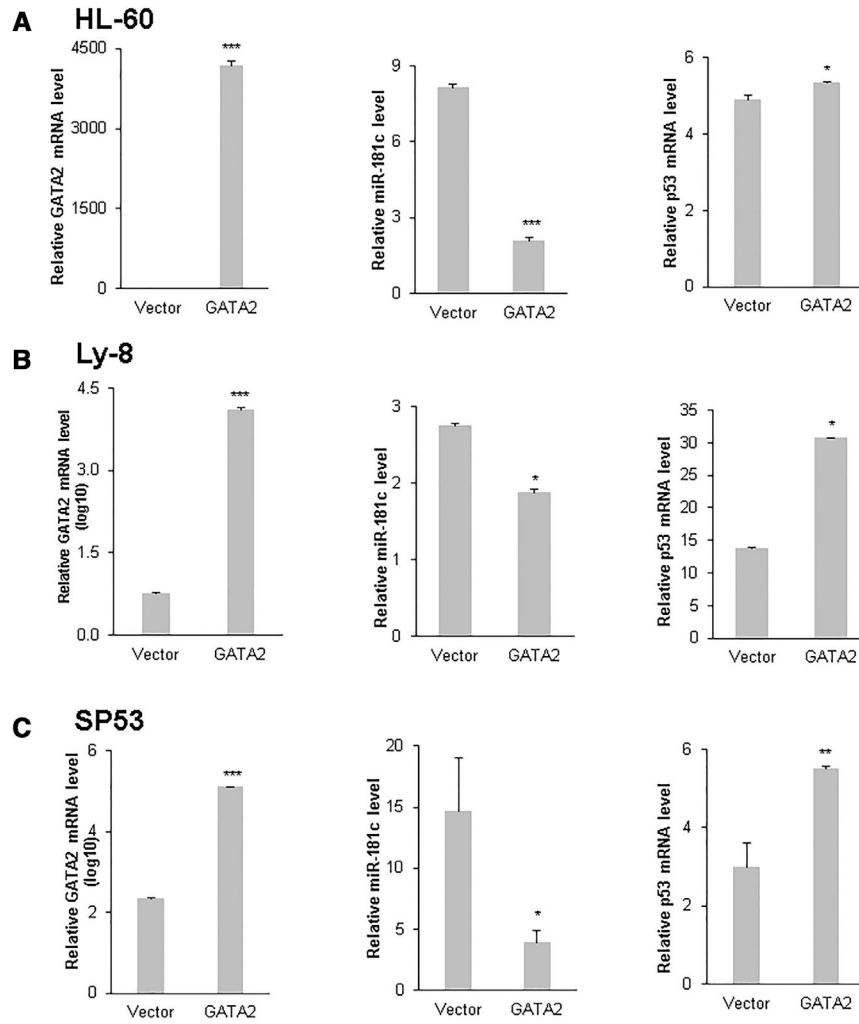 A HL-60
Relative GATA2 mRNA level
4500
3000
1500
0
***
Vector GATA2
Relative miR-181c level
9
6
3
0
***
Vector GATA2
Relative p53 mRNA level
6
4
2
0
*
Vector GATA2
B Ly-8
Relative GATA2 mRNA level
(log10)
4.5
3.0
1.5
0.0
***
Vector GATA2
Relative miR-181c level
3
2
1
0
*
Vector GATA2
Relative p53 mRNA level
35
30
25
20
15
10
5
0
*
Vector GATA2
C SP53
Relative GATA2 mRNA level
(log10)
6
4
2
0
***
Vector GATA2
Relative miR-181c level
20
15
10
5
0
*
Vector GATA2
Relative p53 mRNA level
6
4
2
0
**
Vector GATA2